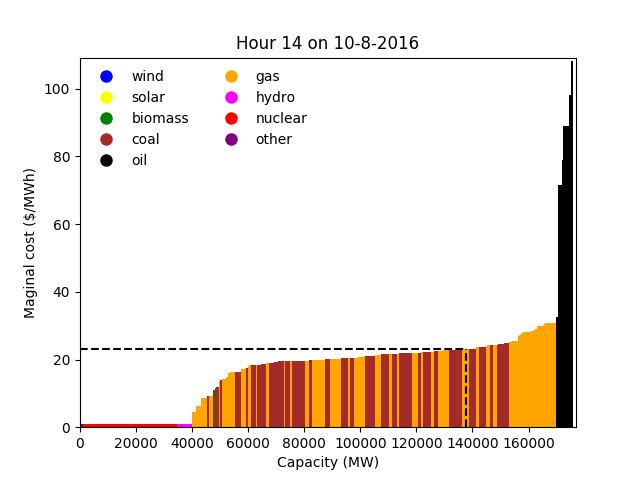 Hour 14 on 10-8-2016
wind
solar
biomass
coal
oil
gas
hydro
nuclear
other
Maginal cost ($/MWh)
100
80
60
40
20
0
0 20000 40000 60000 80000 100000 120000 140000 160000
Capacity (MW)